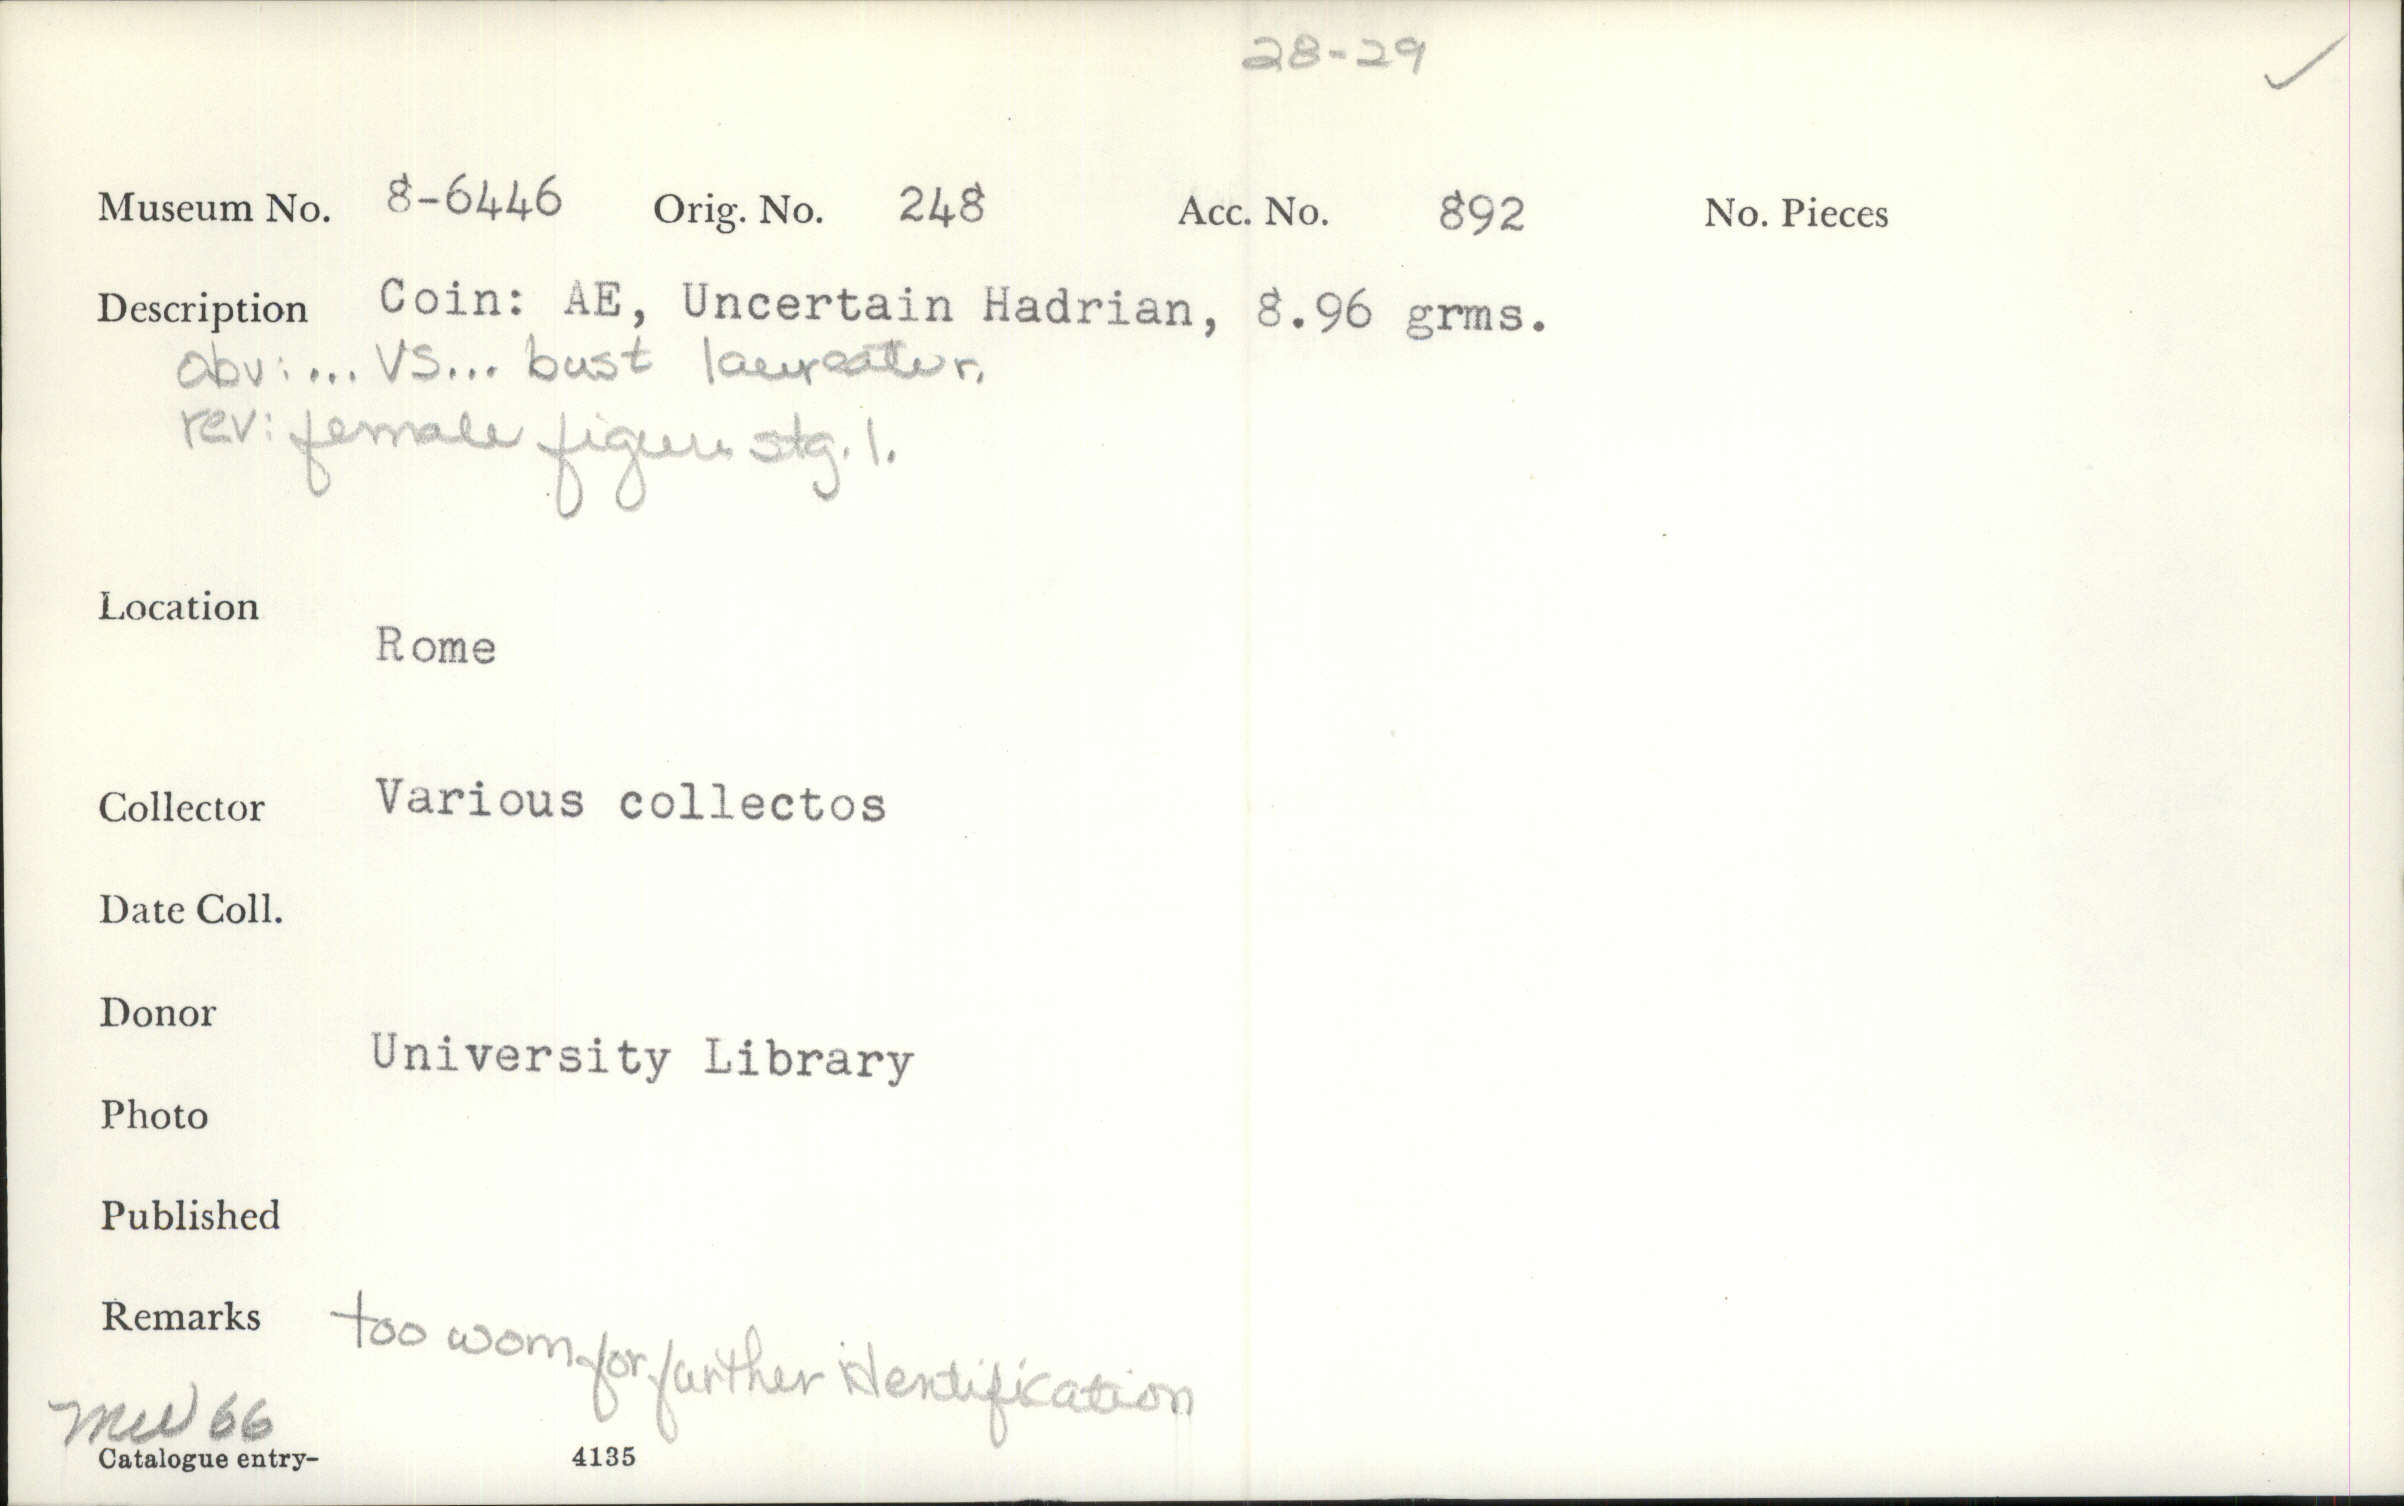 28-29
Museum No. 8-6446 Orig. No. 248 Acc. No. 892 No. Pieces
Description Coin: AE, Uncertain Hadrian, 8.96 grms.
obv: ... VS... bust laureate r.
rev: female figure stg. l.
Location
Rome
Collector Various collectos
Date Coll.
Donor
University Library
Photo
Published
Remarks too worn for further identification
66
Catalogue entry- 4135